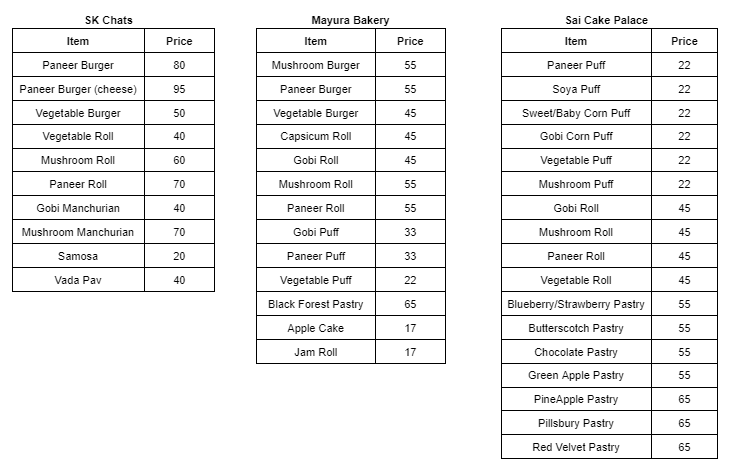 SK Chats
Item Price
Paneer Burger 80
Paneer Burger (cheese) 95
Vegetable Burger 50
Vegetable Roll 40
Mushroom Roll 60
Paneer Roll 70
Gobi Manchurian 40
Mushroom Manchurian 70
Samosa 20
Vada Pav 40
Mayura Bakery
Item Price
Mushroom Burger 55
Paneer Burger 55
Vegetable Burger 45
Capsicum Roll 45
Gobi Roll 45
Mushroom Roll 55
Paneer Roll 55
Gobi Puff 33
Paneer Puff 33
Vegetable Puff 22
Black Forest Pastry 65
Apple Cake 17
Jam Roll 17
Sai Cake Palace
Item Price
Paneer Puff 22
Soya Puff 22
Sweet/Baby Corn Puff 22
Gobi Corn Puff 22
Vegetable Puff 22
Mushroom Puff 22
Gobi Roll 45
Mushroom Roll 45
Paneer Roll 45
Vegetable Roll 45
Blueberry/Strawberry Pastry 55
Butterscotch Pastry 55
Chocolate Pastry 55
Green Apple Pastry 55
PineApple Pastry 65
Pillsbury Pastry 65
Red Velvet Pastry 65